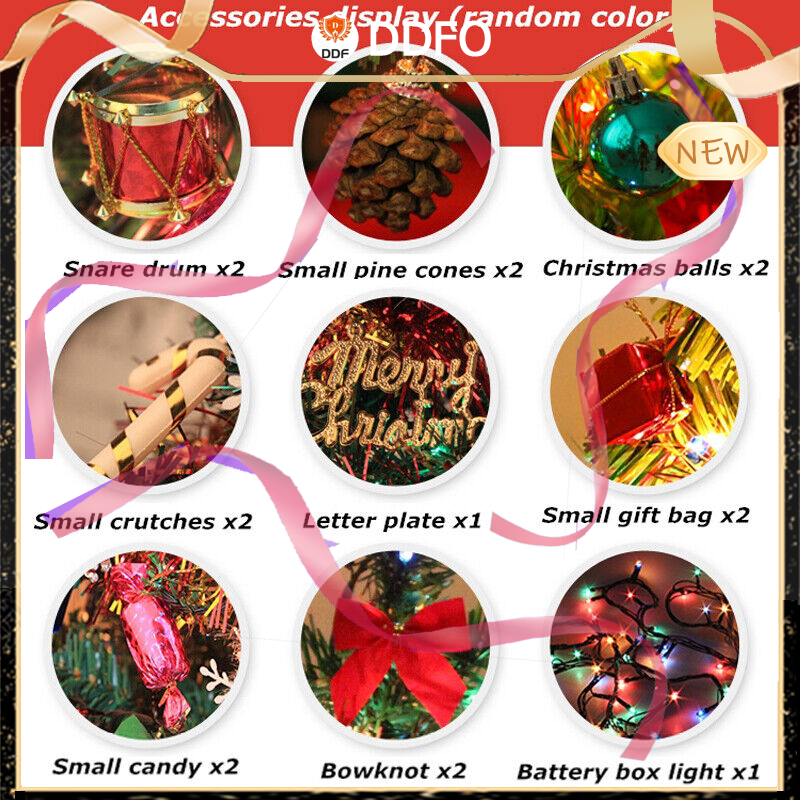 Accessories display (random color)
DDF
DDFO
NEW
Snare drum x2
Small pine cones x2
Christmas balls x2
Merry
Christmas
Small crutches x2
Letter plate x1
Small gift bag x2
Small candy x2
Bowknot x2
Battery box light x1